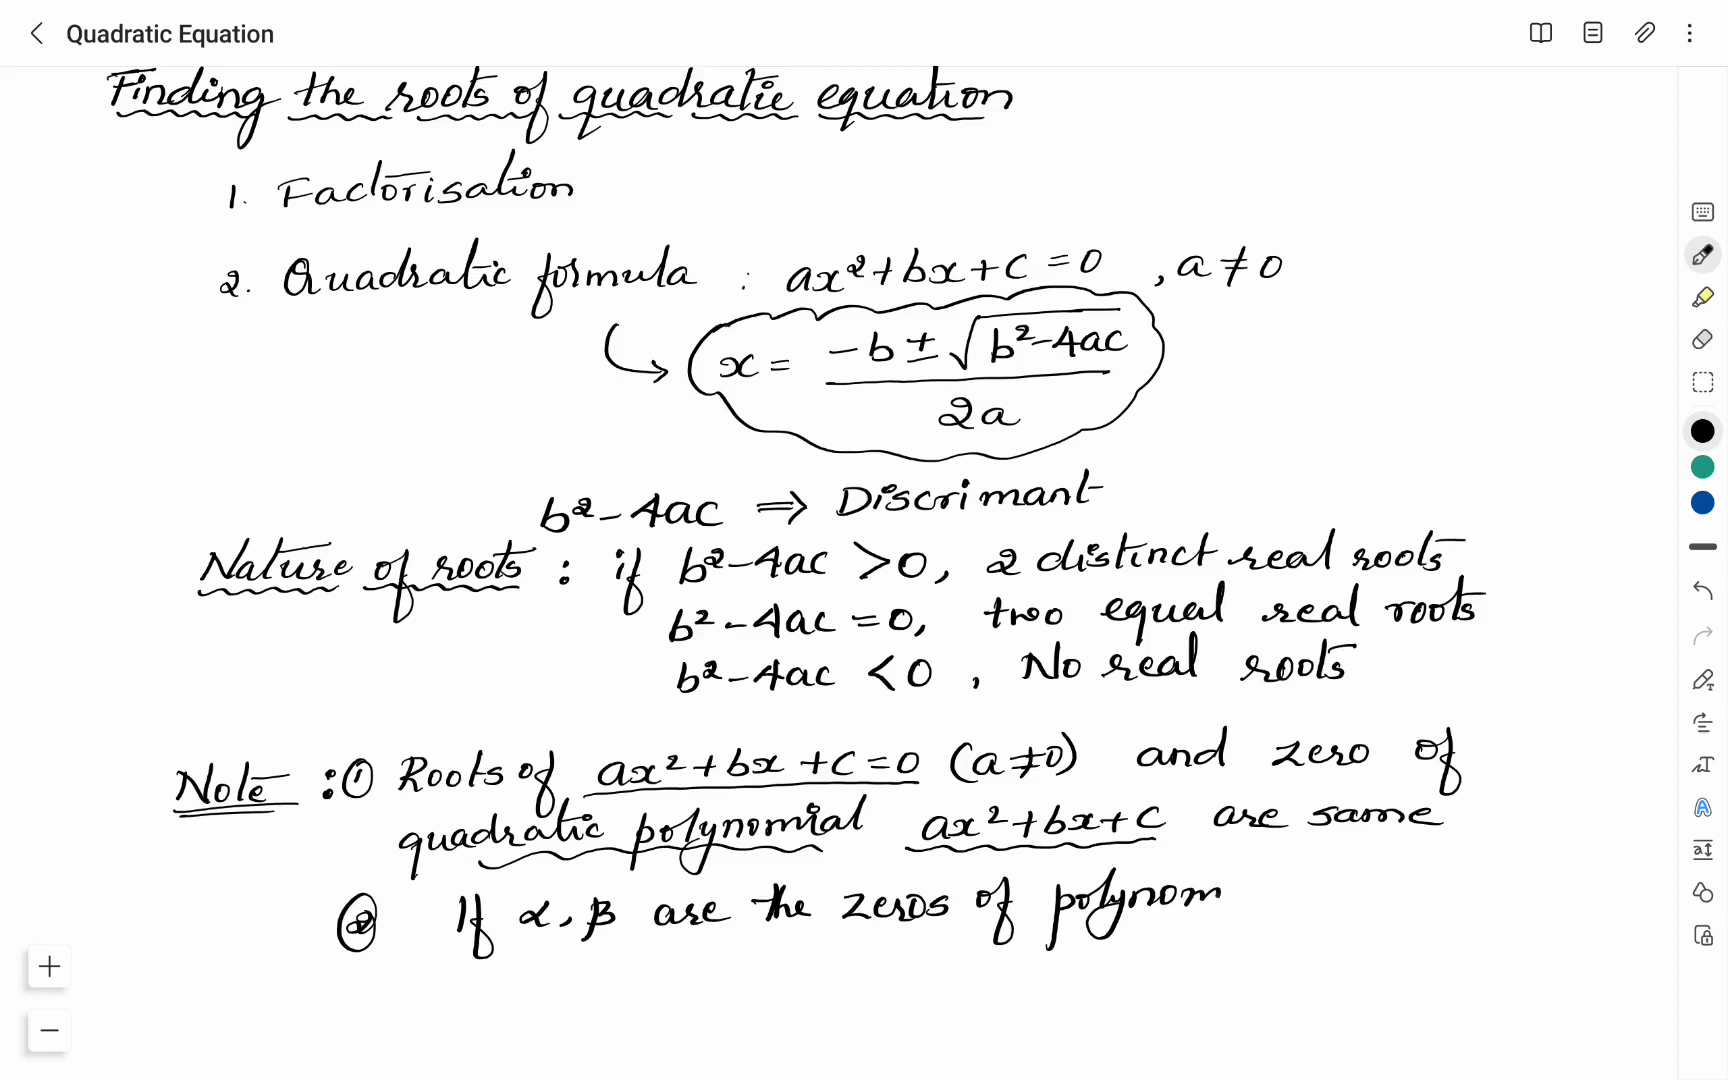 Quadratic Equation
Finding the roots of quadratic equation
1. Factorisation
2. Quadratic formula : ax²+bx+c=0 , a≠0
x = -b ± √b²-4ac
2a
b²-4ac ⇒ Discrimant
Nature of roots : if b²-4ac >0, 2 distinct real roots
b²-4ac =0, two equal real roots
b²-4ac <0 , No real roots
Note :① Roots of ax²+bx+c=0 (a≠0) and zero of
quadratic polynomial ax²+bx+c are same
② If α, β are the zeros of polynom